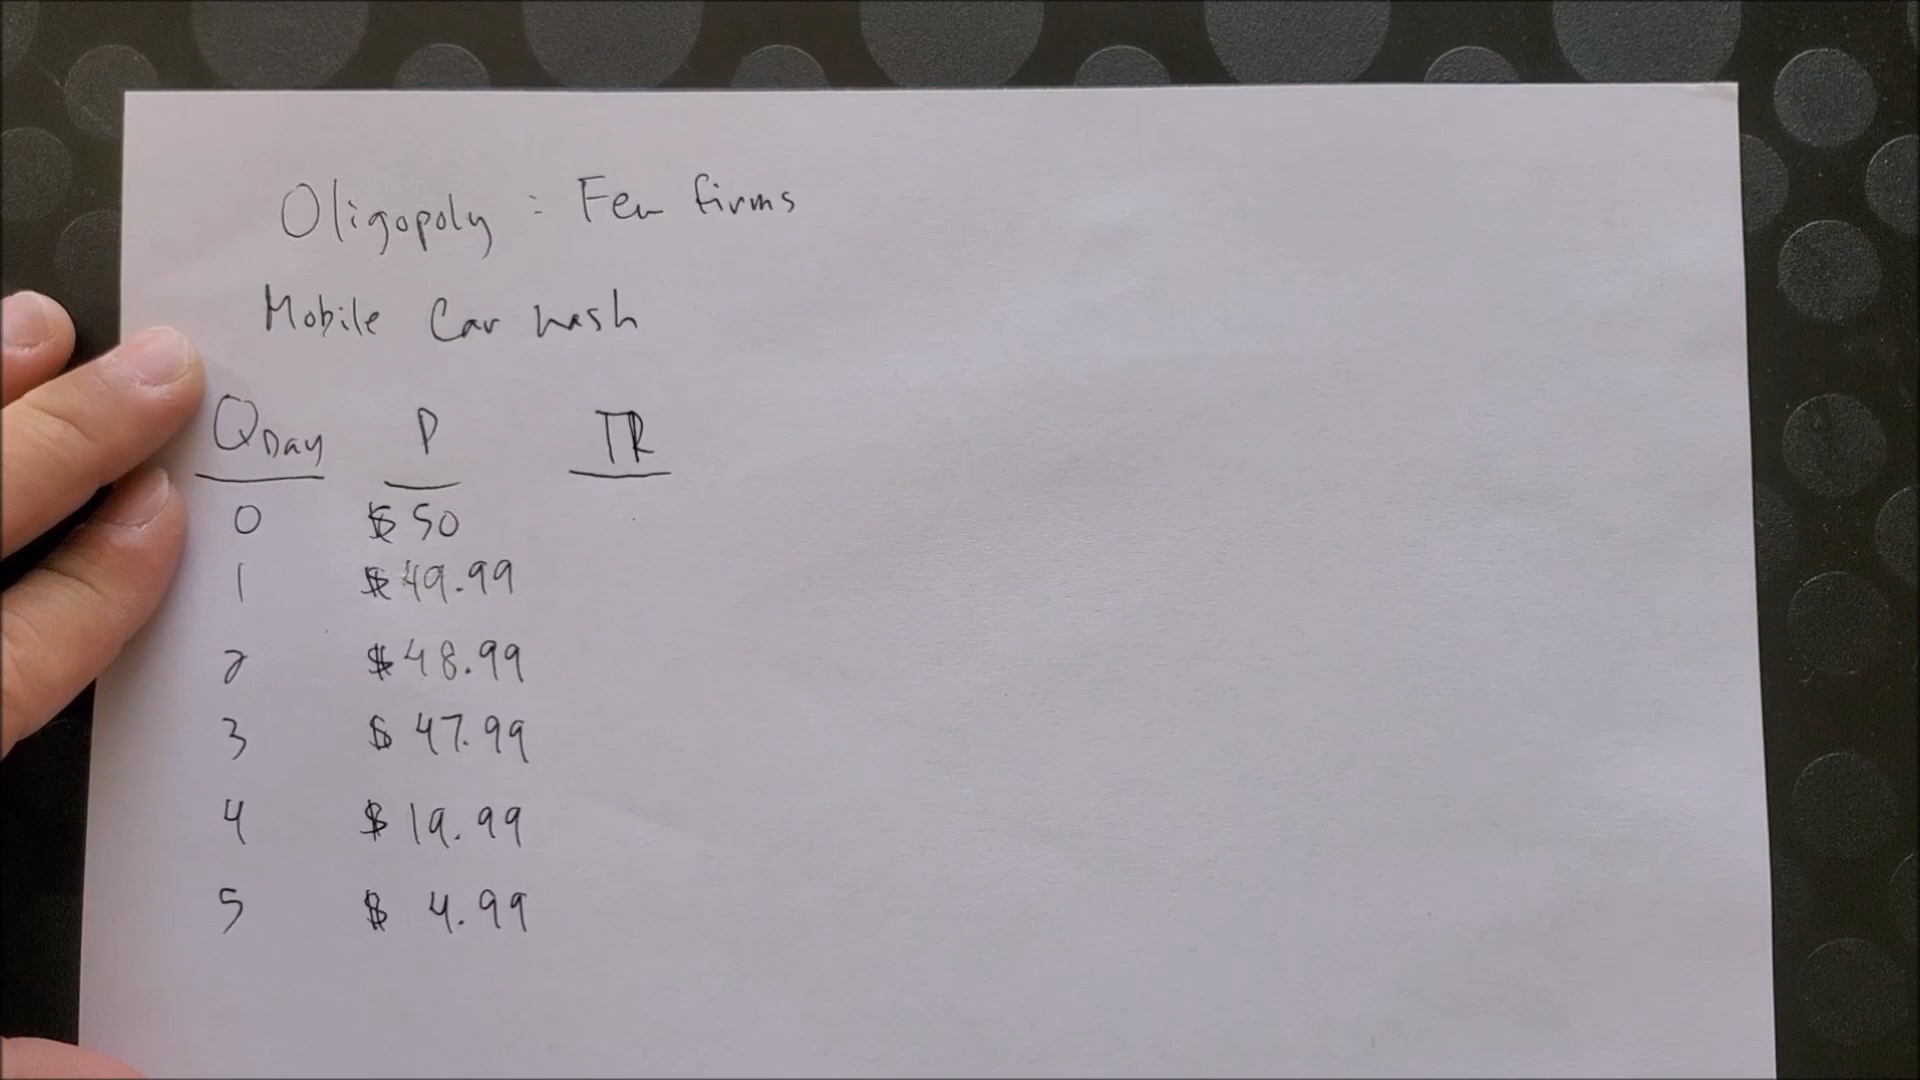 Oligopoly : Few firms
Mobile Car wash
QDay P TR
0 $ 50
1 $ 49.99
2 $ 48.99
3 $ 47.99
4 $ 19.99
5 $ 4.99